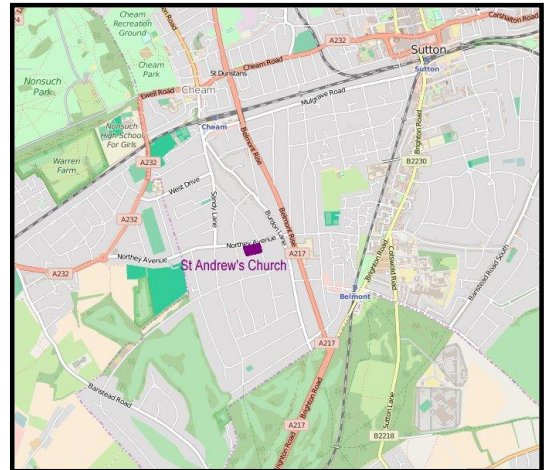 Cheam
Recreation
Ground
Cheam
Park
Nonsuch
Park
A232
Carshalton Road
Sutton
Sutton
St Dunstans
Cheam Road
Ewell Road
Cheam
Mulgrave Road
Nonsuch
High School
For Girls
Cheam
Belmont Rise
Brighton Road
B2230
Warren
Farm
A232
West Drive
Sandy Lane
Burdon Lane
Belmont Rise
A232
Northey Avenue
Northey Avenue
A217
St Andrew's Church
A232
Brighton Road
Cotswold Road
Belmont
Banstead Road South
A217
Banstead Road
A217
Brighton Road
Sutton Lane
B2218